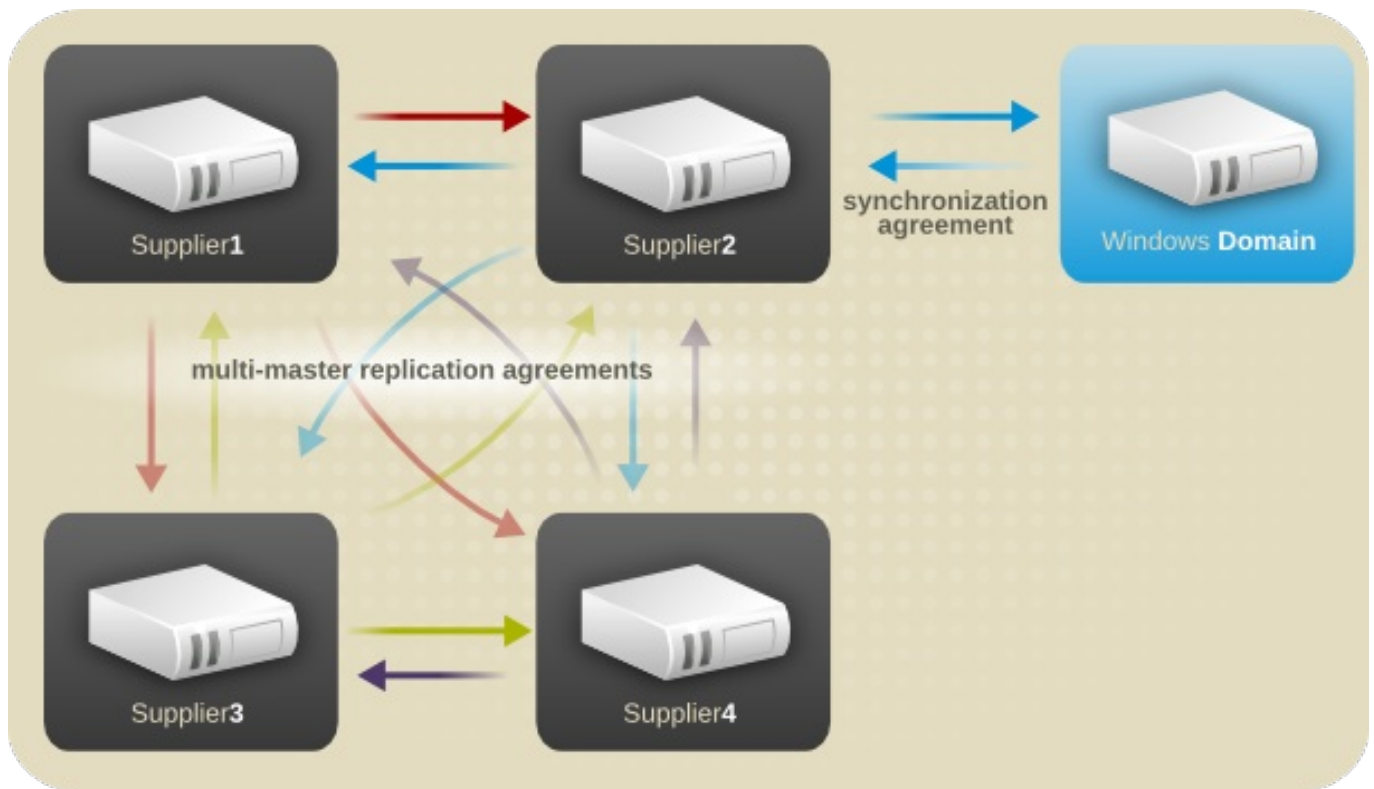 Supplier1
Supplier2
synchronization
agreement
Windows Domain
multi-master replication agreements
Supplier3
Supplier4